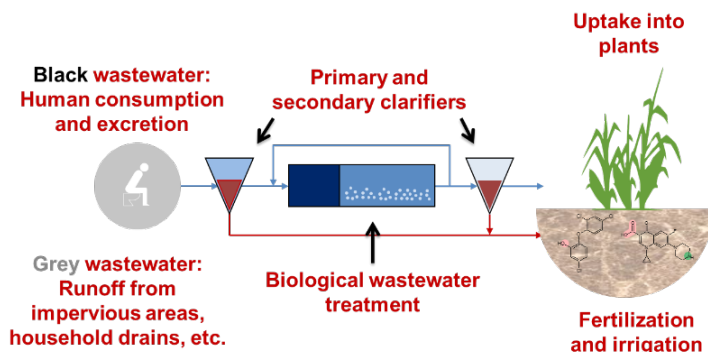 Uptake into
plants
Black wastewater:
Human consumption
and excretion
Primary and
secondary clarifiers
Grey wastewater:
Runoff from
impervious areas,
household drains, etc.
Biological wastewater
treatment
Fertilization
and irrigation